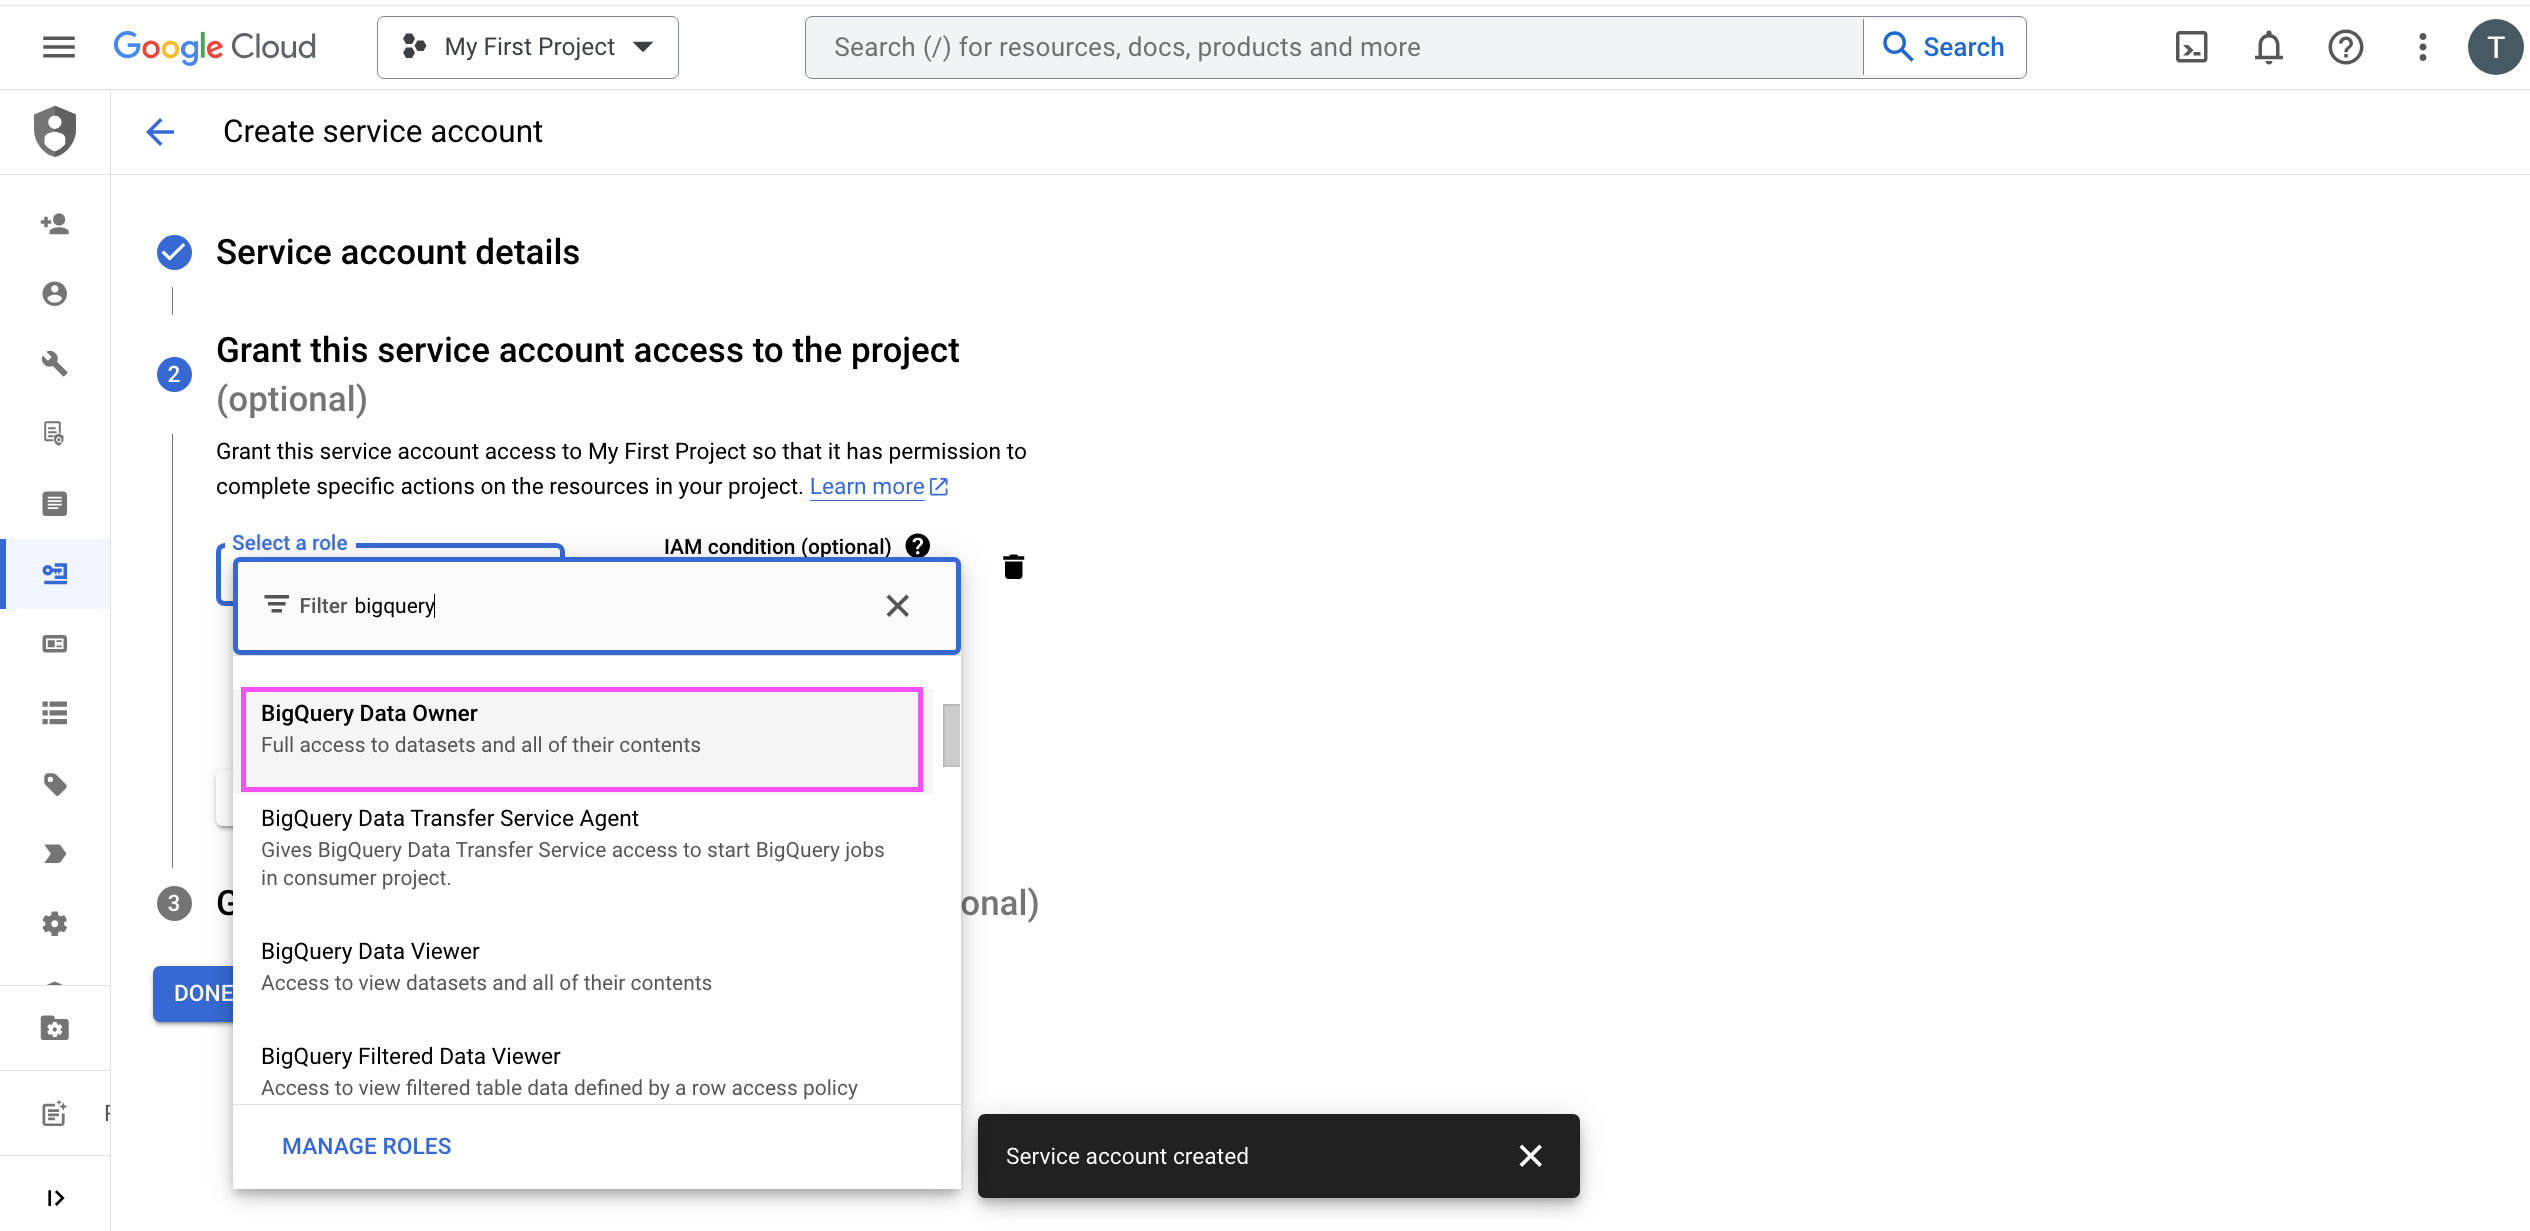 Google Cloud
My First Project
Search (/) for resources, docs, products and more
Search
T
Create service account
Service account details
2
Grant this service account access to the project
(optional)
Grant this service account access to My First Project so that it has permission to
complete specific actions on the resources in your project. Learn more
Select a role
IAM condition (optional)
Filter bigquery
BigQuery Data Owner
Full access to datasets and all of their contents
BigQuery Data Transfer Service Agent
Gives BigQuery Data Transfer Service access to start BigQuery jobs
in consumer project.
3
G
onal)
BigQuery Data Viewer
Access to view datasets and all of their contents
DONE
BigQuery Filtered Data Viewer
Access to view filtered table data defined by a row access policy
MANAGE ROLES
Service account created